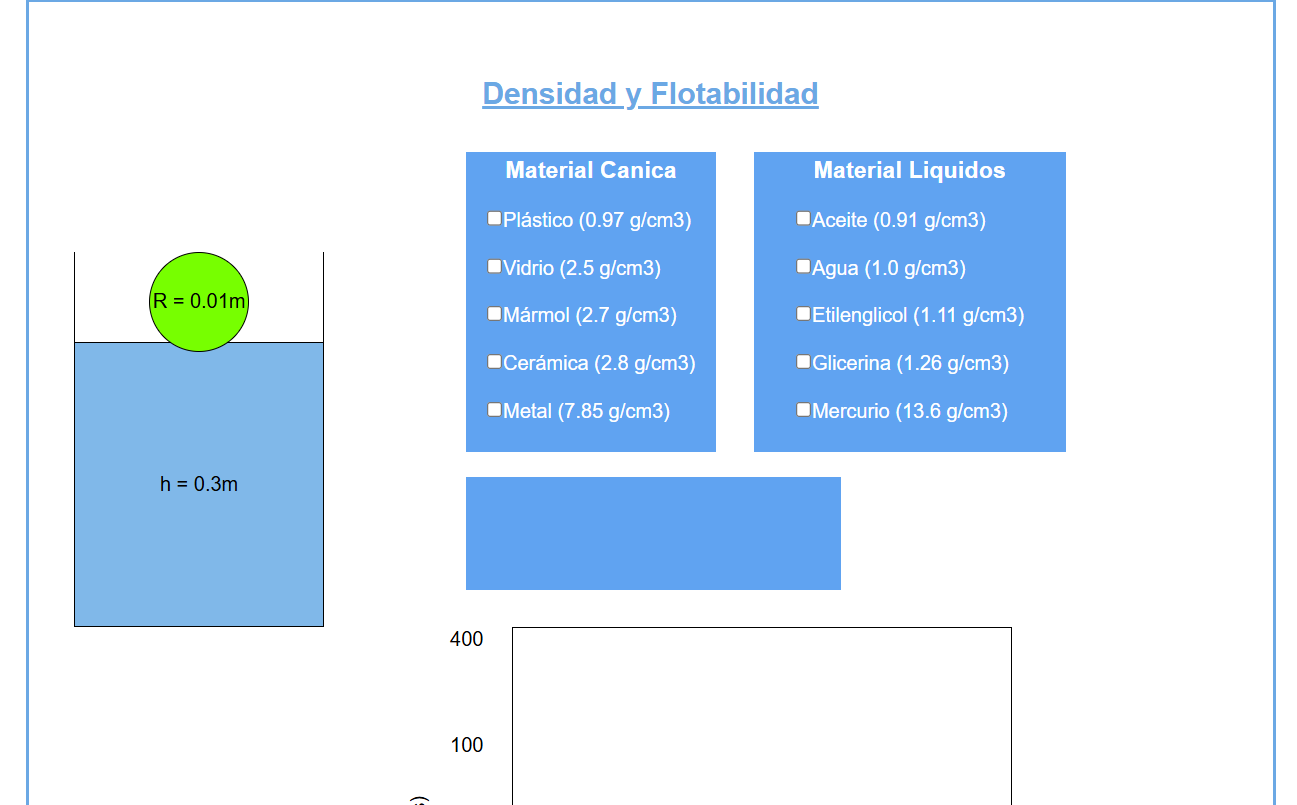 Densidad y Flotabilidad
Material Canica
Plástico (0.97 g/cm3)
Vidrio (2.5 g/cm3)
Mármol (2.7 g/cm3)
Cerámica (2.8 g/cm3)
Metal (7.85 g/cm3)
Material Liquidos
Aceite (0.91 g/cm3)
Agua (1.0 g/cm3)
Etilenglicol (1.11 g/cm3)
Glicerina (1.26 g/cm3)
Mercurio (13.6 g/cm3)
R = 0.01m
h = 0.3m
400
100